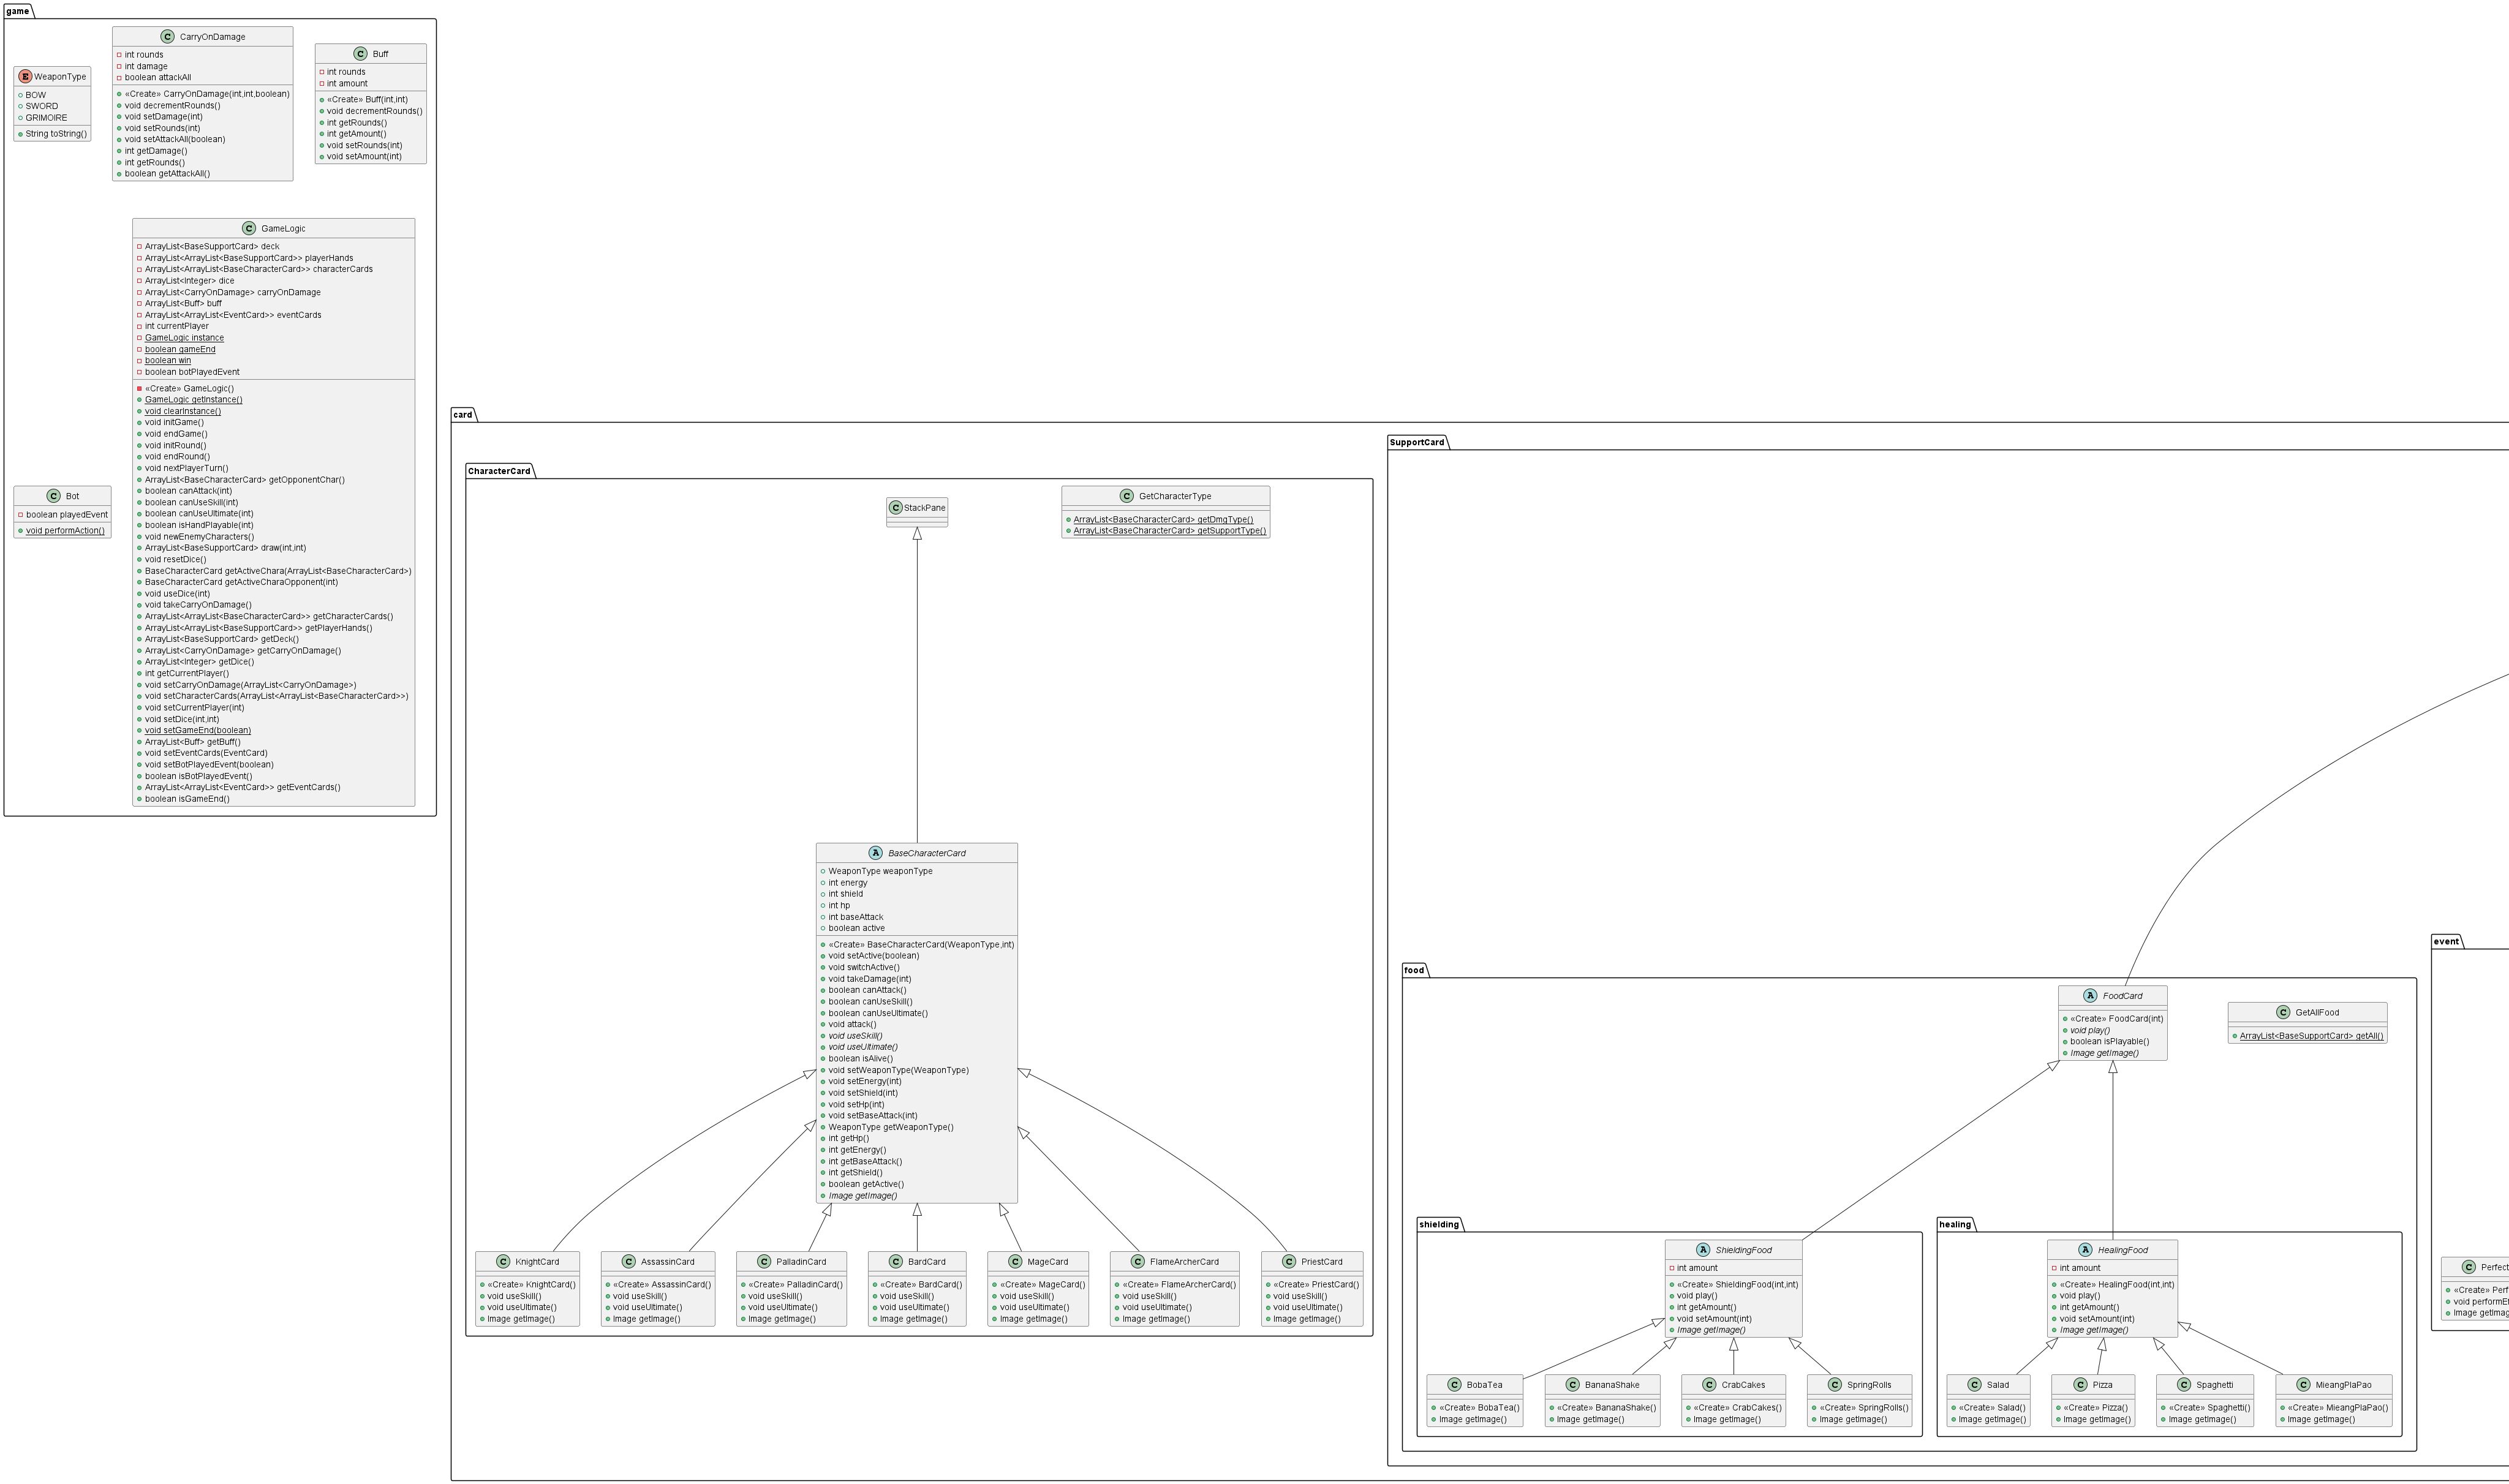 game
E WeaponType
BOW
SWORD
GRIMOIRE
String toString()
C CarryOnDamage
int rounds
int damage
boolean attackAll
«Create» CarryOnDamage(int,int,boolean)
void decrementRounds()
void setDamage(int)
void setRounds(int)
void setAttackAll(boolean)
int getDamage()
int getRounds()
boolean getAttackAll()
C Buff
int rounds
int amount
«Create» Buff(int,int)
void decrementRounds()
int getRounds()
int getAmount()
void setRounds(int)
void setAmount(int)
C Bot
boolean playedEvent
void performAction()
C GameLogic
ArrayList<BaseSupportCard> deck
ArrayList<ArrayList<BaseSupportCard>> playerHands
ArrayList<ArrayList<BaseCharacterCard>> characterCards
ArrayList<Integer> dice
ArrayList<CarryOnDamage> carryOnDamage
ArrayList<Buff> buff
ArrayList<ArrayList<EventCard>> eventCards
int currentPlayer
GameLogic instance
boolean gameEnd
boolean win
boolean botPlayedEvent
«Create» GameLogic()
GameLogic getInstance()
void clearInstance()
void initGame()
void endGame()
void initRound()
void endRound()
void nextPlayerTurn()
ArrayList<BaseCharacterCard> getOpponentChar()
boolean canAttack(int)
boolean canUseSkill(int)
boolean canUseUltimate(int)
boolean isHandPlayable(int)
void newEnemyCharacters()
ArrayList<BaseSupportCard> draw(int,int)
void resetDice()
BaseCharacterCard getActiveChara(ArrayList<BaseCharacterCard>)
BaseCharacterCard getActiveCharaOpponent(int)
void useDice(int)
void takeCarryOnDamage()
ArrayList<ArrayList<BaseCharacterCard>> getCharacterCards()
ArrayList<ArrayList<BaseSupportCard>> getPlayerHands()
ArrayList<BaseSupportCard> getDeck()
ArrayList<CarryOnDamage> getCarryOnDamage()
ArrayList<Integer> getDice()
int getCurrentPlayer()
void setCarryOnDamage(ArrayList<CarryOnDamage>)
void setCharacterCards(ArrayList<ArrayList<BaseCharacterCard>>)
void setCurrentPlayer(int)
void setDice(int,int)
void setGameEnd(boolean)
ArrayList<Buff> getBuff()
void setEventCards(EventCard)
void setBotPlayedEvent(boolean)
boolean isBotPlayedEvent()
ArrayList<ArrayList<EventCard>> getEventCards()
boolean isGameEnd()
card
CharacterCard
C StackPane
C GetCharacterType
ArrayList<BaseCharacterCard> getDmgType()
ArrayList<BaseCharacterCard> getSupportType()
A BaseCharacterCard
WeaponType weaponType
int energy
int shield
int hp
int baseAttack
boolean active
«Create» BaseCharacterCard(WeaponType,int)
void setActive(boolean)
void switchActive()
void takeDamage(int)
boolean canAttack()
boolean canUseSkill()
boolean canUseUltimate()
void attack()
void useSkill()
void useUltimate()
boolean isAlive()
void setWeaponType(WeaponType)
void setEnergy(int)
void setShield(int)
void setHp(int)
void setBaseAttack(int)
WeaponType getWeaponType()
int getHp()
int getEnergy()
int getBaseAttack()
int getShield()
boolean getActive()
Image getImage()
C KnightCard
«Create» KnightCard()
void useSkill()
void useUltimate()
Image getImage()
C AssassinCard
«Create» AssassinCard()
void useSkill()
void useUltimate()
Image getImage()
C PalladinCard
«Create» PalladinCard()
void useSkill()
void useUltimate()
Image getImage()
C BardCard
«Create» BardCard()
void useSkill()
void useUltimate()
Image getImage()
C MageCard
«Create» MageCard()
void useSkill()
void useUltimate()
Image getImage()
C FlameArcherCard
«Create» FlameArcherCard()
void useSkill()
void useUltimate()
Image getImage()
C PriestCard
«Create» PriestCard()
void useSkill()
void useUltimate()
Image getImage()
SupportCard
food
A FoodCard
«Create» FoodCard(int)
void play()
boolean isPlayable()
Image getImage()
C GetAllFood
ArrayList<BaseSupportCard> getAll()
shielding
A ShieldingFood
int amount
«Create» ShieldingFood(int,int)
void play()
int getAmount()
void setAmount(int)
Image getImage()
C BobaTea
«Create» BobaTea()
Image getImage()
C BananaShake
«Create» BananaShake()
Image getImage()
C CrabCakes
«Create» CrabCakes()
Image getImage()
C SpringRolls
«Create» SpringRolls()
Image getImage()
healing
A HealingFood
int amount
«Create» HealingFood(int,int)
void play()
int getAmount()
void setAmount(int)
Image getImage()
C Salad
«Create» Salad()
Image getImage()
C Pizza
«Create» Pizza()
Image getImage()
C Spaghetti
«Create» Spaghetti()
Image getImage()
C MieangPlaPao
«Create» MieangPlaPao()
Image getImage()
event
C Perfect
«Create» Perf
void performE
Image getImag